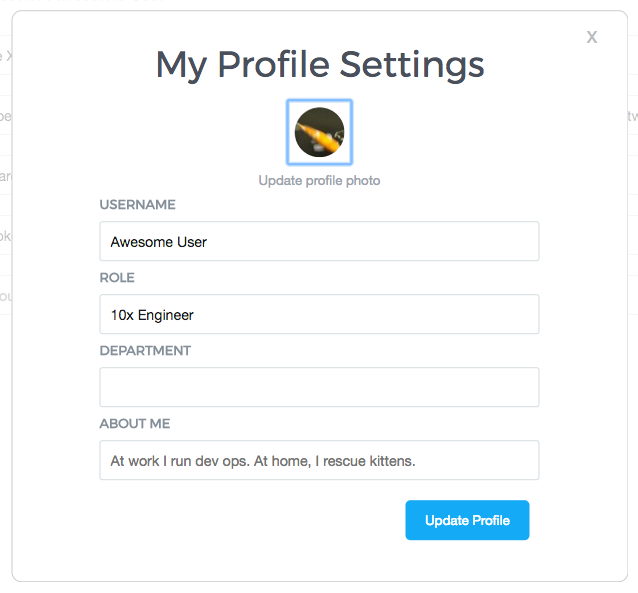 X
My Profile Settings
Update profile photo
USERNAME
Awesome User
ROLE
10x Engineer
DEPARTMENT
ABOUT ME
At work I run dev ops. At home, I rescue kittens.
Update Profile